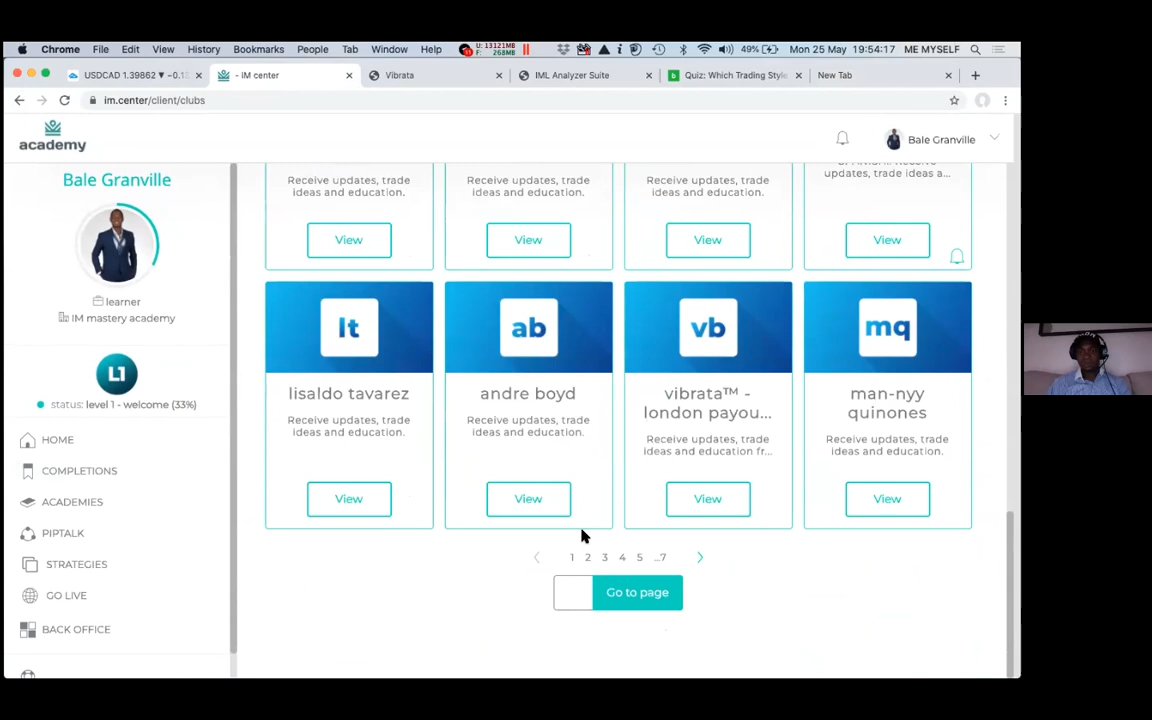 Chrome File Edit View History Bookmarks People Tab Window Help
U: 13121MB
F: 268MB
49%
Mon 25 May 19:54:17 ME MYSELF
USDCAD 1.39862 ▼ −0.1
- IM center
Vibrata
IML Analyzer Suite
Quiz: Which Trading Style
New Tab
im.center/client/clubs
academy
Bale Granville
Bale Granville
learner
IM mastery academy
L1
status: level 1 - welcome (33%)
HOME
COMPLETIONS
ACADEMIES
PIPTALK
STRATEGIES
GO LIVE
BACK OFFICE
Receive updates, trade
ideas and education.
View
Receive updates, trade
ideas and education.
View
Receive updates, trade
ideas and education.
View
updates, trade ideas a...
View
lt
lisaldo tavarez
Receive updates, trade
ideas and education.
View
ab
andre boyd
Receive updates, trade
ideas and education.
View
vb
vibrata™ -
london payou...
Receive updates, trade
ideas and education fr...
View
mq
man-nyy
quinones
Receive updates, trade
ideas and education.
View
1 2 3 4 5 ...7
Go to page